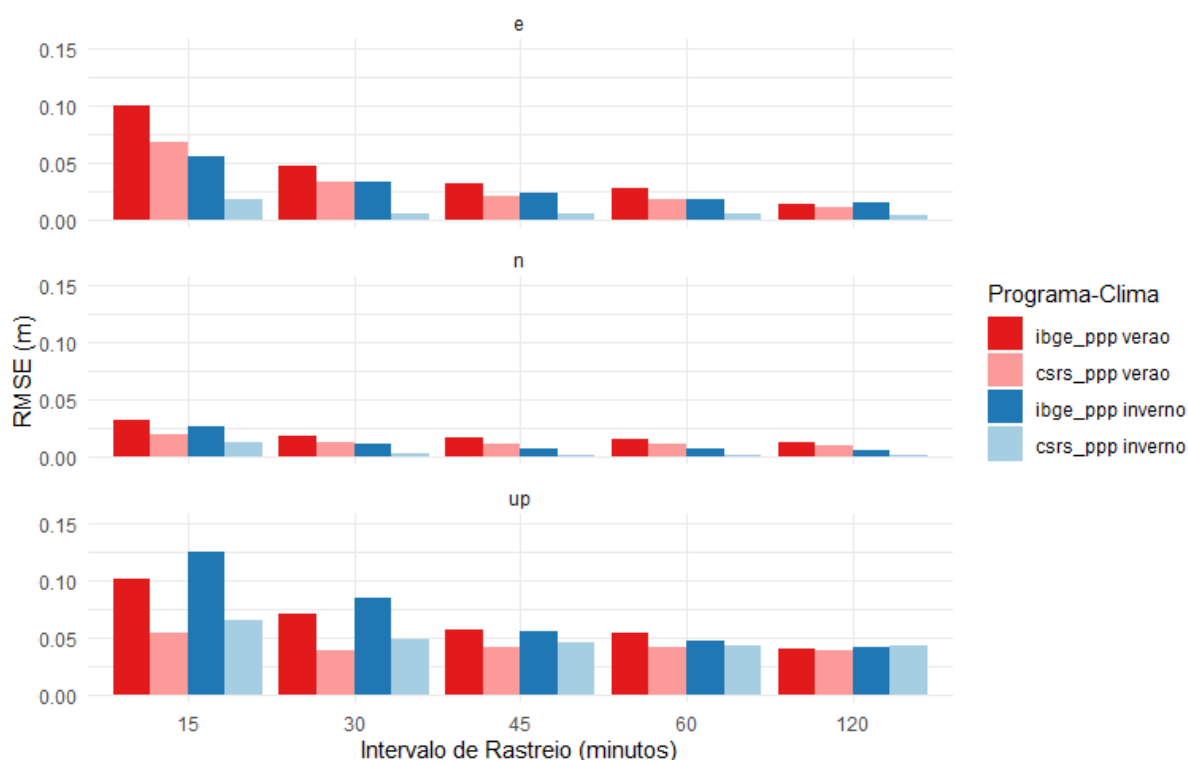 e
0.15
0.10
0.05
0.00
n
0.15
0.10
0.05
0.00
up
0.15
0.10
0.05
0.00
15 30 45 60 120
Intervalo de Rastreio (minutos)
RMSE (m)
Programa-Clima
ibge_ppp verao
csrs_ppp verao
ibge_ppp inverno
csrs_ppp inverno